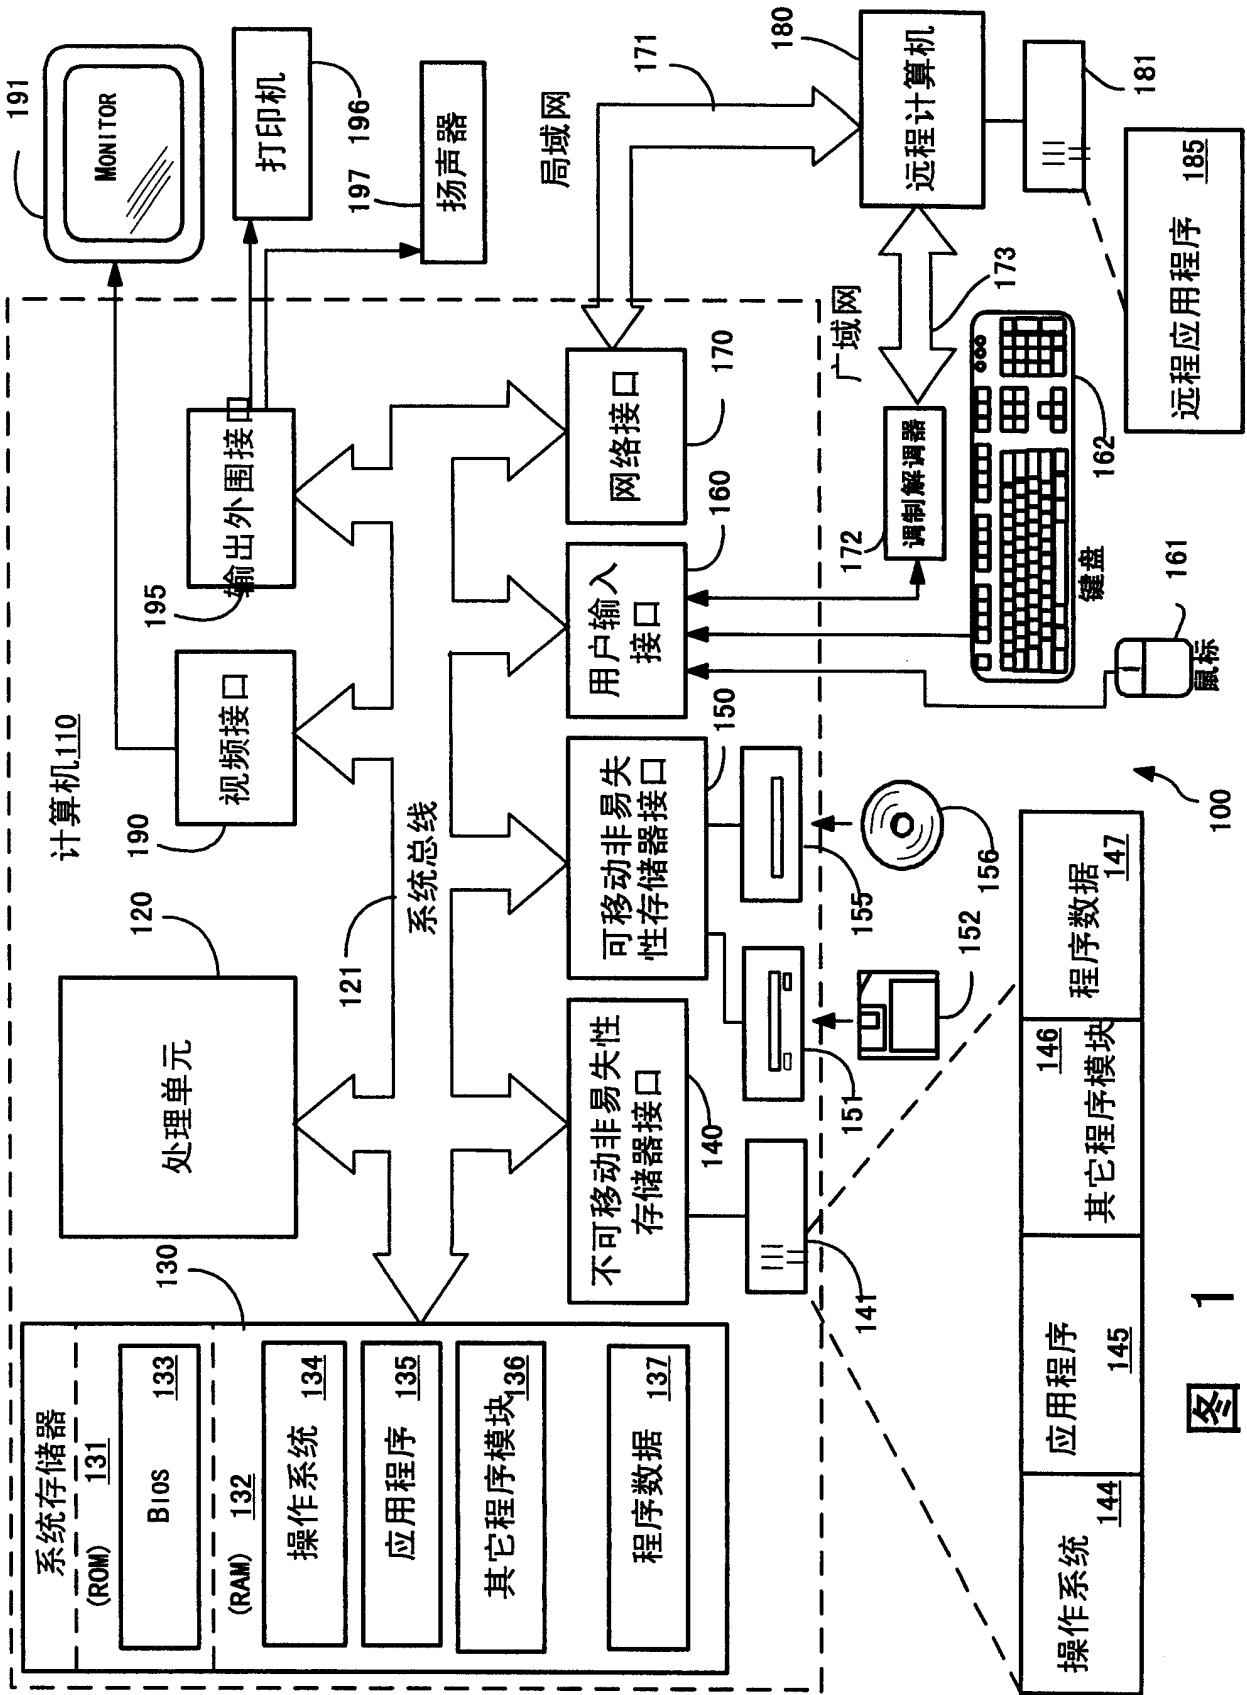 计算机 110
系统存储器
(ROM) 131
BIOS 133
(RAM) 132
操作系统 134
应用程序 135
其它程序模块 136
程序数据 137
130
处理单元
120
121
系统总线
视频接口
190
输出外围接口
195
MONITOR
191
打印机
196
扬声器
197
不可移动非易失性
存储器接口
140
可移动非易失
性存储器接口
150
用户输入
接口
160
网络接口
170
局域网
171
远程计算机
180
181
远程应用程序 185
广域网
173
调制解调器
172
键盘
162
鼠标
161
141
151
152
155
156
操作系统 144
应用程序 145
其它程序模块 146
程序数据 147
100
图 1